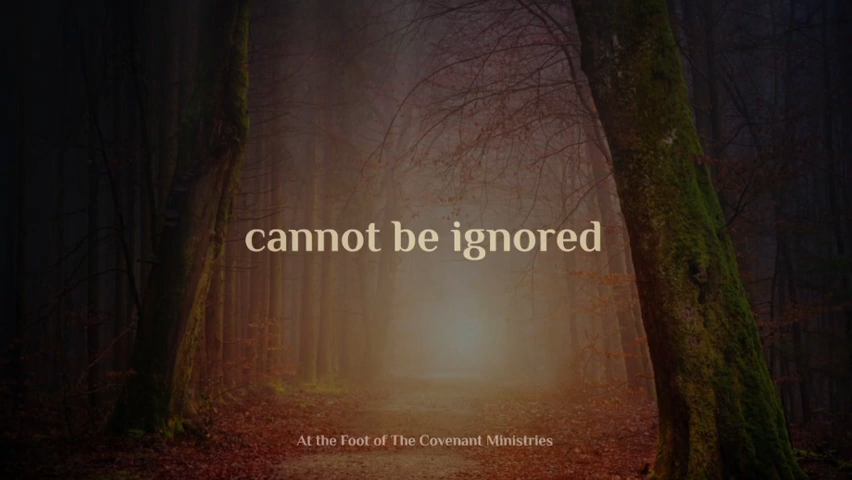 cannot be ignored
At the Foot of The Covenant Ministries